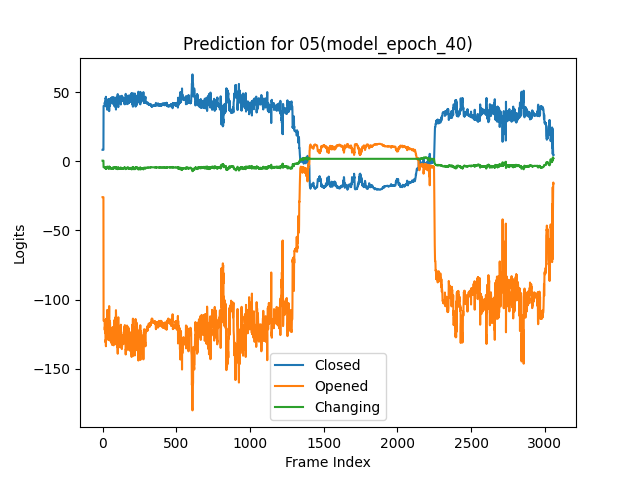 Prediction for 05(model_epoch_40)
50
0
−50
−100
−150
Logits
Closed
Opened
Changing
0 500 1000 1500 2000 2500 3000
Frame Index